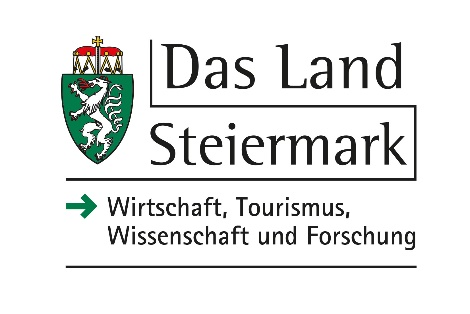 Das Land
Steiermark
Wirtschaft, Tourismus,
Wissenschaft und Forschung